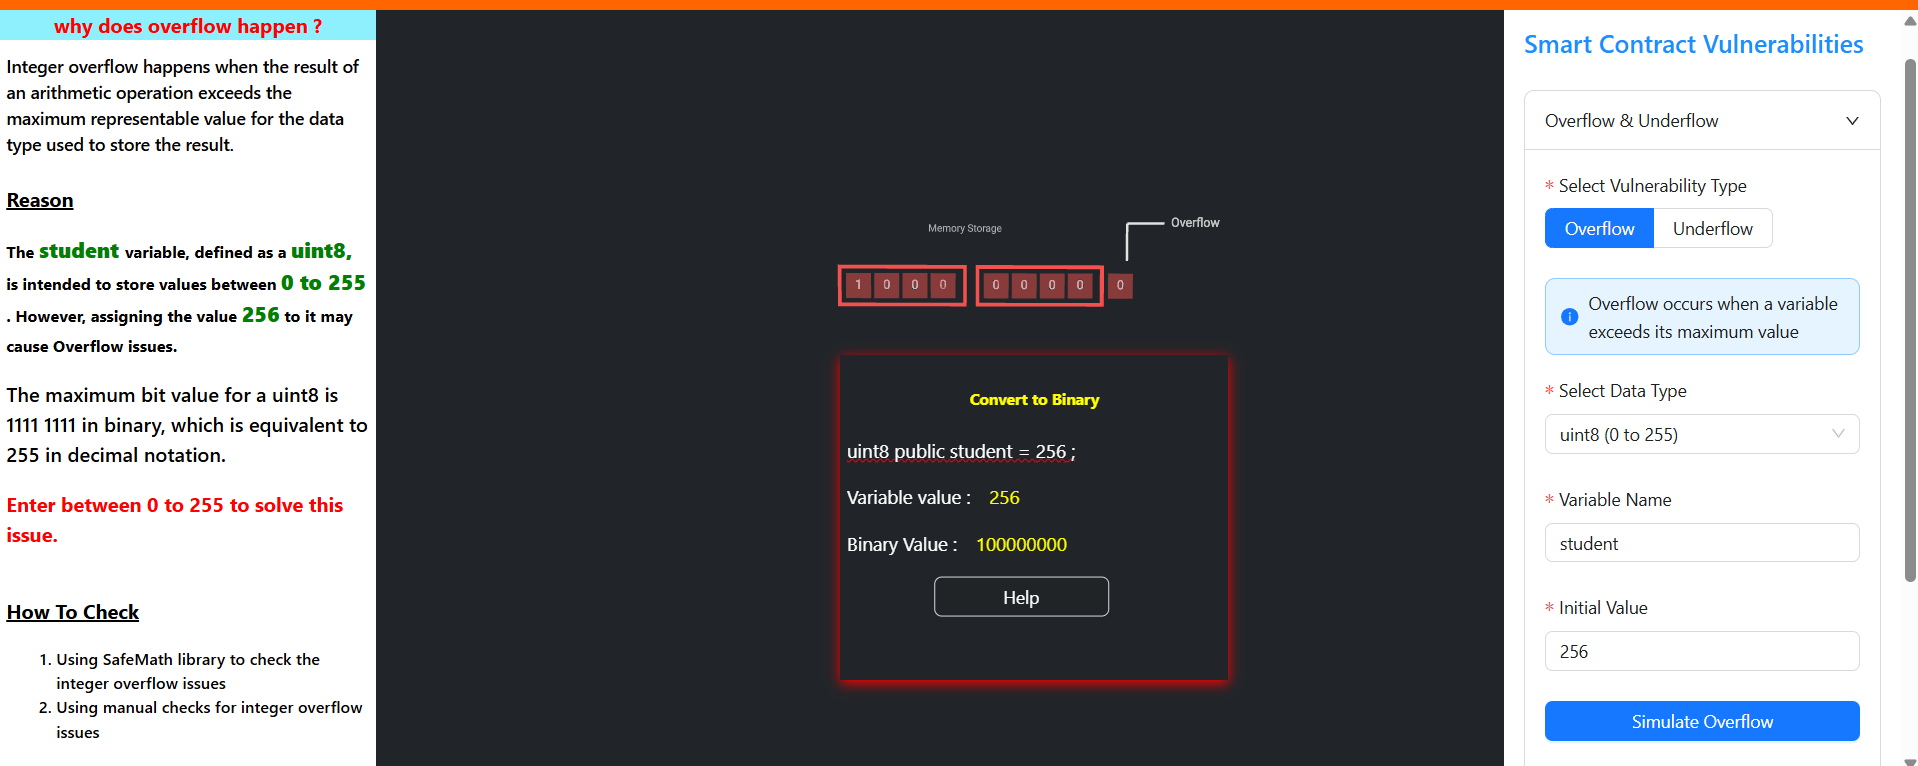 why does overflow happen ?
Integer overflow happens when the result of
an arithmetic operation exceeds the
maximum representable value for the data
type used to store the result.
Reason
The student variable, defined as a uint8,
is intended to store values between 0 to 255
. However, assigning the value 256 to it may
cause Overflow issues.
The maximum bit value for a uint8 is
1111 1111 in binary, which is equivalent to
255 in decimal notation.
Enter between 0 to 255 to solve this
issue.
How To Check
1. Using SafeMath library to check the
integer overflow issues
2. Using manual checks for integer overflow
issues
Memory Storage
Overflow
1 0 0 0 0 0 0 0 0
Convert to Binary
uint8 public student = 256 ;
Variable value : 256
Binary Value : 100000000
Help
Smart Contract Vulnerabilities
Overflow & Underflow
* Select Vulnerability Type
Overflow Underflow
Overflow occurs when a variable
exceeds its maximum value
* Select Data Type
uint8 (0 to 255)
* Variable Name
student
* Initial Value
256
Simulate Overflow